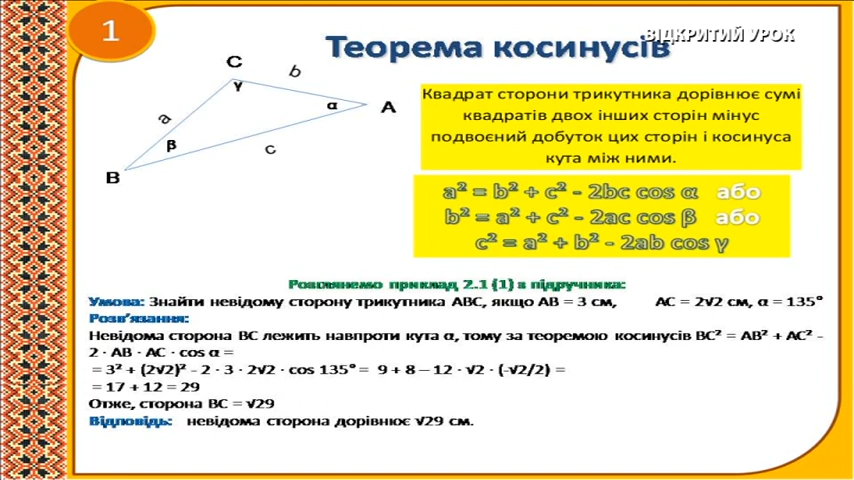 1
ВІДКРИТИЙ УРОК
Теорема косинусів
C
b
γ
α
A
a
β
c
B
Квадрат сторони трикутника дорівнює сумі
квадратів двох інших сторін мінус
подвоєний добуток цих сторін і косинуса
кута між ними.
a² = b² + c² - 2bc cos α або
b² = a² + c² - 2ac cos β або
c² = a² + b² - 2ab cos γ
Розглянемо приклад 2.1 (1) з підручника:
Умова: Знайти невідому сторону трикутника АВС, якщо АВ = 3 см, АС = 2√2 см, α = 135°
Розв’язання:
Невідома сторона ВС лежить навпроти кута α, тому за теоремою косинусів ВС² = АВ² + АС² -
2 · АВ · АС · cos α =
= 3² + (2√2)² - 2 · 3 · 2√2 · cos 135° = 9 + 8 – 12 · √2 · (-√2/2) =
= 17 + 12 = 29
Отже, сторона ВС = √29
Відповідь: невідома сторона дорівнює √29 см.